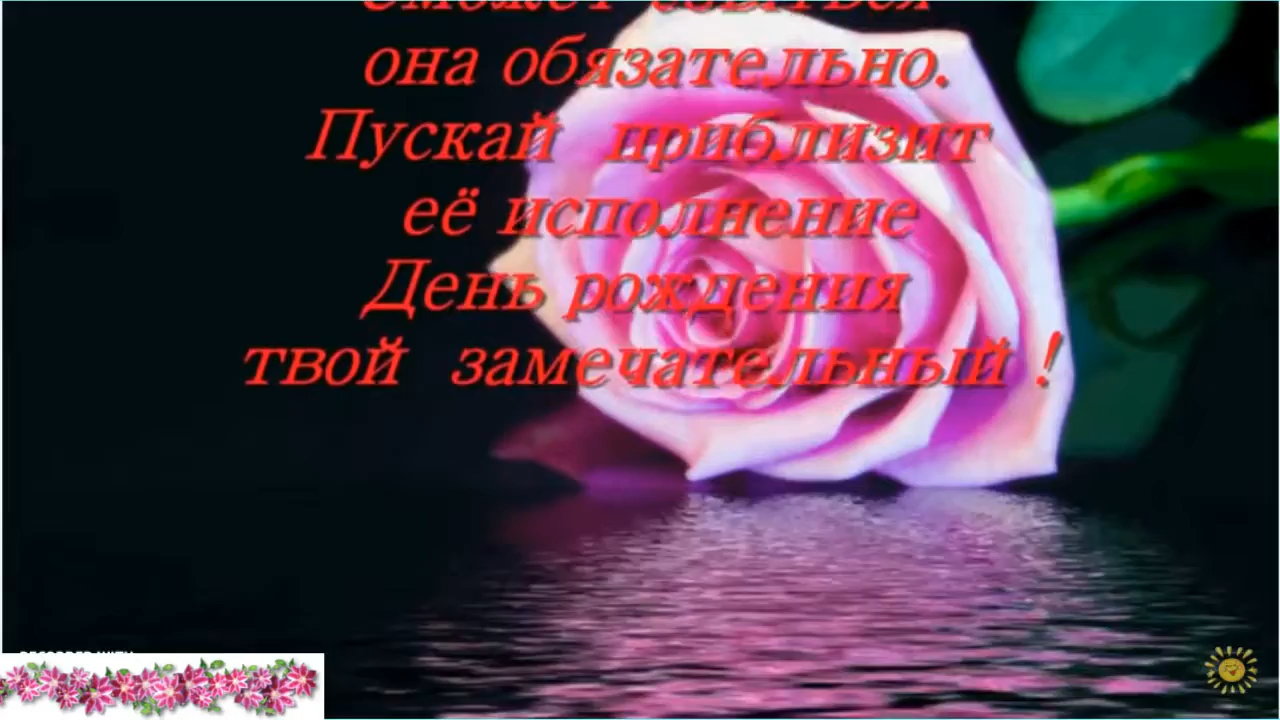 она обязательно.
Пускай приблизит
её исполнение
День рождения
твой замечательный !